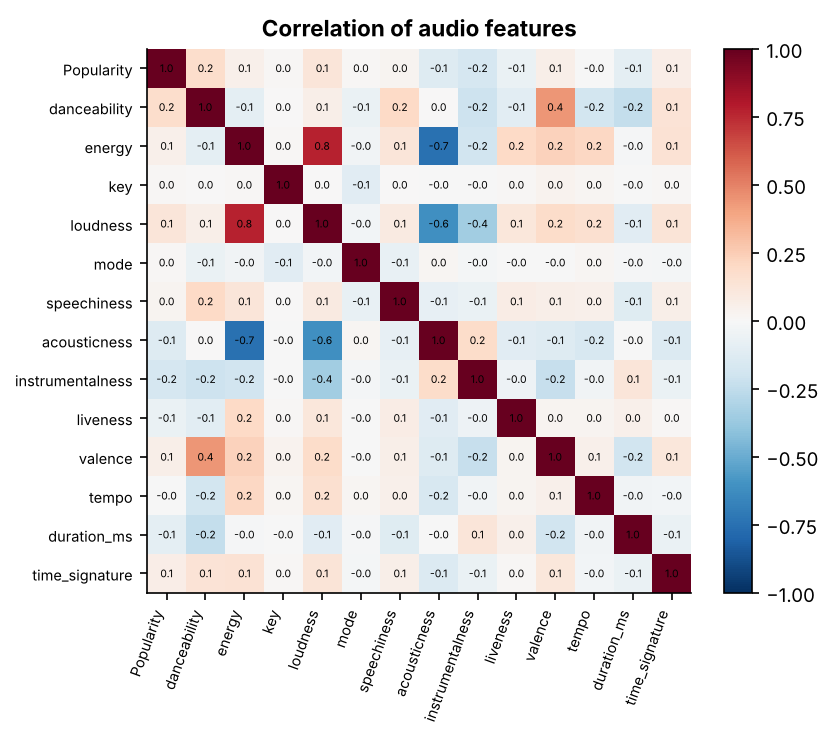 Correlation of audio features
Popularity 1.0 0.2 0.1 0.0 0.1 0.0 0.0 −0.1 −0.2 −0.1 0.1 −0.0 −0.1 0.1
danceability 0.2 1.0 −0.1 0.0 0.1 −0.1 0.2 0.0 −0.2 −0.1 0.4 −0.2 −0.2 0.1
energy 0.1 −0.1 1.0 0.0 0.8 −0.0 0.1 −0.7 −0.2 0.2 0.2 0.2 −0.0 0.1
key 0.0 0.0 0.0 1.0 0.0 −0.1 0.0 −0.0 −0.0 0.0 0.0 0.0 −0.0 0.0
loudness 0.1 0.1 0.8 0.0 1.0 −0.0 0.1 −0.6 −0.4 0.1 0.2 0.2 −0.1 0.1
mode 0.0 −0.1 −0.0 −0.1 −0.0 1.0 −0.1 0.0 −0.0 −0.0 −0.0 0.0 −0.0 −0.0
speechiness 0.0 0.2 0.1 0.0 0.1 −0.1 1.0 −0.1 −0.1 0.1 0.1 0.0 −0.1 0.1
acousticness −0.1 0.0 −0.7 −0.0 −0.6 0.0 −0.1 1.0 0.2 −0.1 −0.1 −0.2 −0.0 −0.1
instrumentalness −0.2 −0.2 −0.2 −0.0 −0.4 −0.0 −0.1 0.2 1.0 −0.0 −0.2 −0.0 0.1 −0.1
liveness −0.1 −0.1 0.2 0.0 0.1 −0.0 0.1 −0.1 −0.0 1.0 0.0 0.0 0.0 0.0
valence 0.1 0.4 0.2 0.0 0.2 −0.0 0.1 −0.1 −0.2 0.0 1.0 0.1 −0.2 0.1
tempo −0.0 −0.2 0.2 0.0 0.2 0.0 0.0 −0.2 −0.0 0.0 0.1 1.0 −0.0 −0.0
duration_ms −0.1 −0.2 −0.0 −0.0 −0.1 −0.0 −0.1 −0.0 0.1 0.0 −0.2 −0.0 1.0 −0.1
time_signature 0.1 0.1 0.1 0.0 0.1 −0.0 0.1 −0.1 −0.1 0.0 0.1 −0.0 −0.1 1.0
Popularity
danceability
energy
key
loudness
mode
speechiness
acousticness
instrumentalness
liveness
valence
tempo
duration_ms
time_signature
1.00
0.75
0.50
0.25
0.00
−0.25
−0.50
−0.75
−1.00